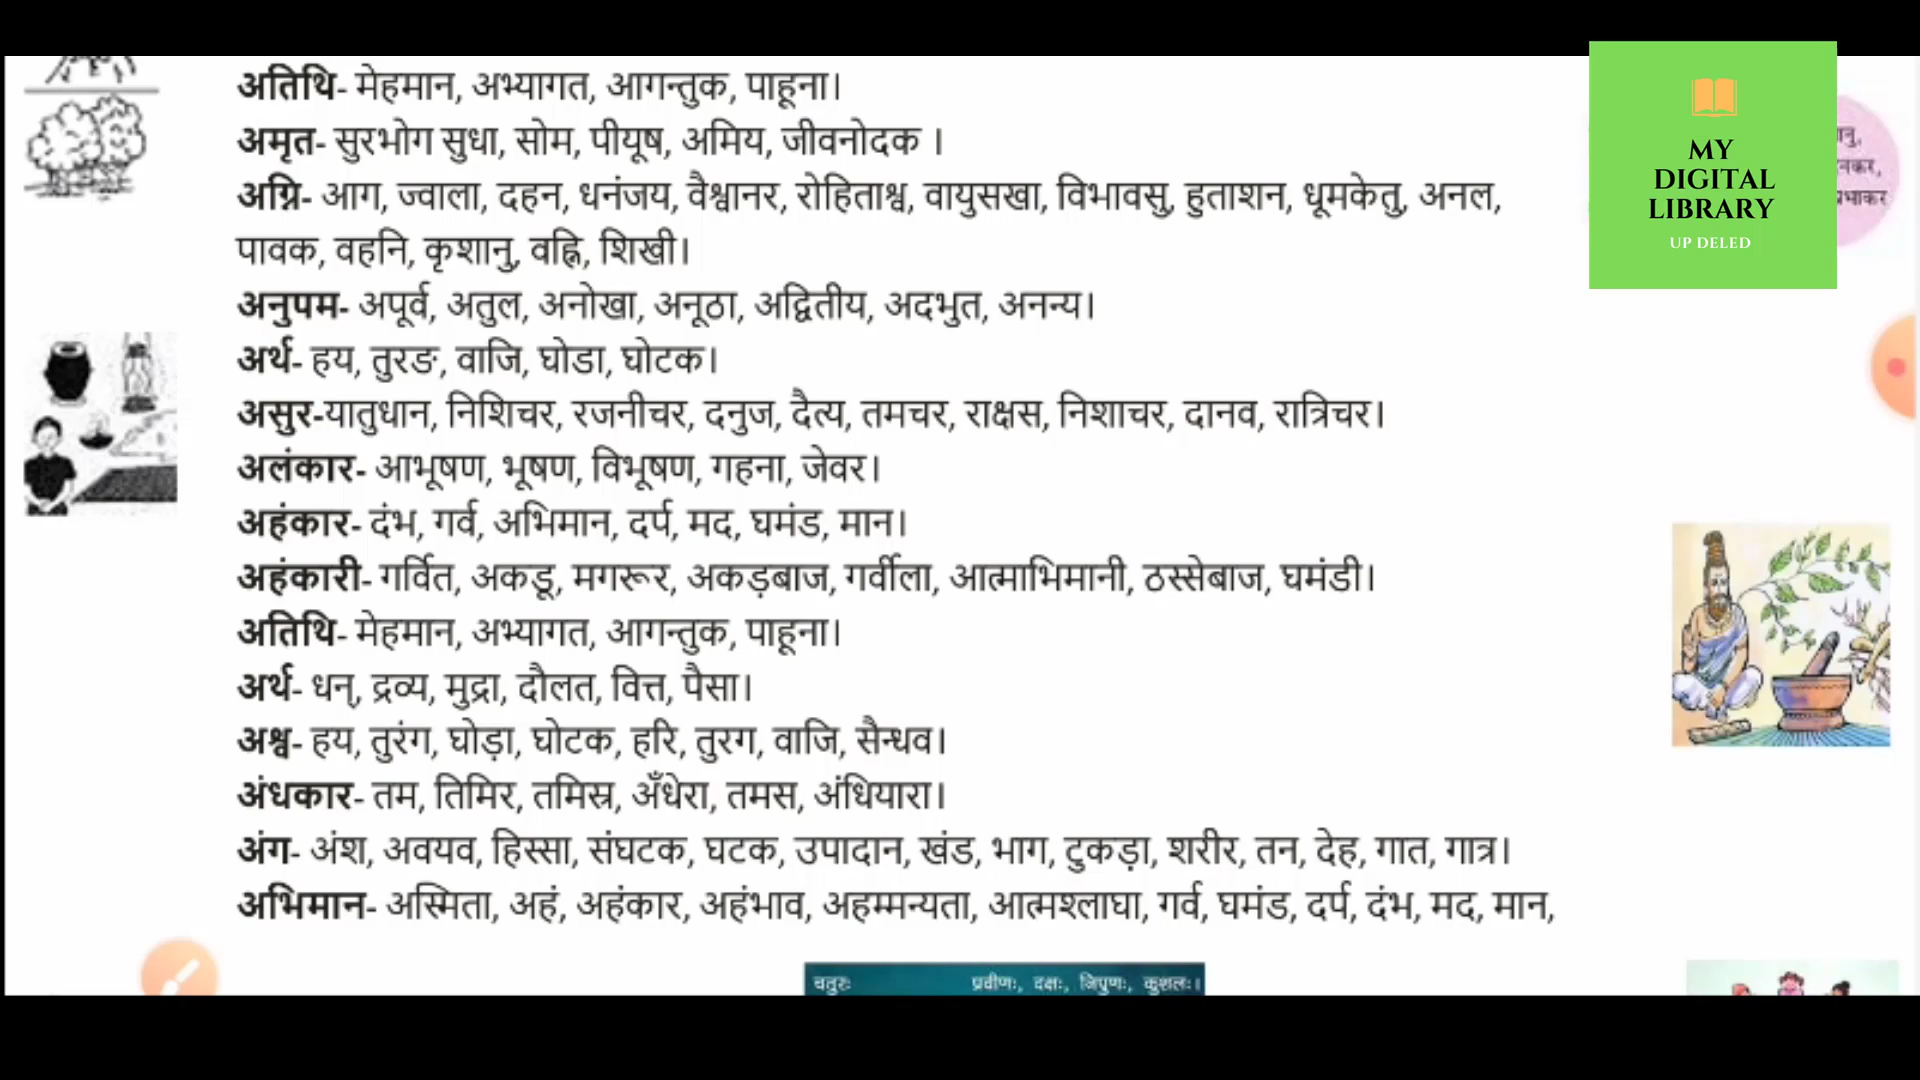 अतिथि- मेहमान, अभ्यागत, आगन्तुक, पाहूना।
अमृत- सुरभोग सुधा, सोम, पीयूष, अमिय, जीवनोदक ।
अग्नि- आग, ज्वाला, दहन, धनंजय, वैश्वानर, रोहिताश्व, वायुसखा, विभावसु, हुताशन, धूमकेतु, अनल,
पावक, वहनि, कृशानु, वह्नि, शिखी।
अनुपम- अपूर्व, अतुल, अनोखा, अनूठा, अद्वितीय, अदभुत, अनन्य।
अर्थ- हय, तुरङ, वाजि, घोडा, घोटक।
असुर-यातुधान, निशिचर, रजनीचर, दनुज, दैत्य, तमचर, राक्षस, निशाचर, दानव, रात्रिचर।
अलंकार- आभूषण, भूषण, विभूषण, गहना, जेवर।
अहंकार- दंभ, गर्व, अभिमान, दर्प, मद, घमंड, मान।
अहंकारी- गर्वित, अकडू, मगरूर, अकड़बाज, गर्वीला, आत्माभिमानी, ठस्सेबाज, घमंडी।
अतिथि- मेहमान, अभ्यागत, आगन्तुक, पाहूना।
अर्थ- धन्, द्रव्य, मुद्रा, दौलत, वित्त, पैसा।
अश्व- हय, तुरंग, घोड़ा, घोटक, हरि, तुरग, वाजि, सैन्धव।
अंधकार- तम, तिमिर, तमिस्र, अँधेरा, तमस, अंधियारा।
अंग- अंश, अवयव, हिस्सा, संघटक, घटक, उपादान, खंड, भाग, टुकड़ा, शरीर, तन, देह, गात, गात्र।
अभिमान- अस्मिता, अहं, अहंकार, अहंभाव, अहम्मन्यता, आत्मश्लाघा, गर्व, घमंड, दर्प, दंभ, मद, मान,
चतुरः प्रवीणः, दक्षः, निपुणः, कुशलः।
MY
DIGITAL
LIBRARY
UP DELED